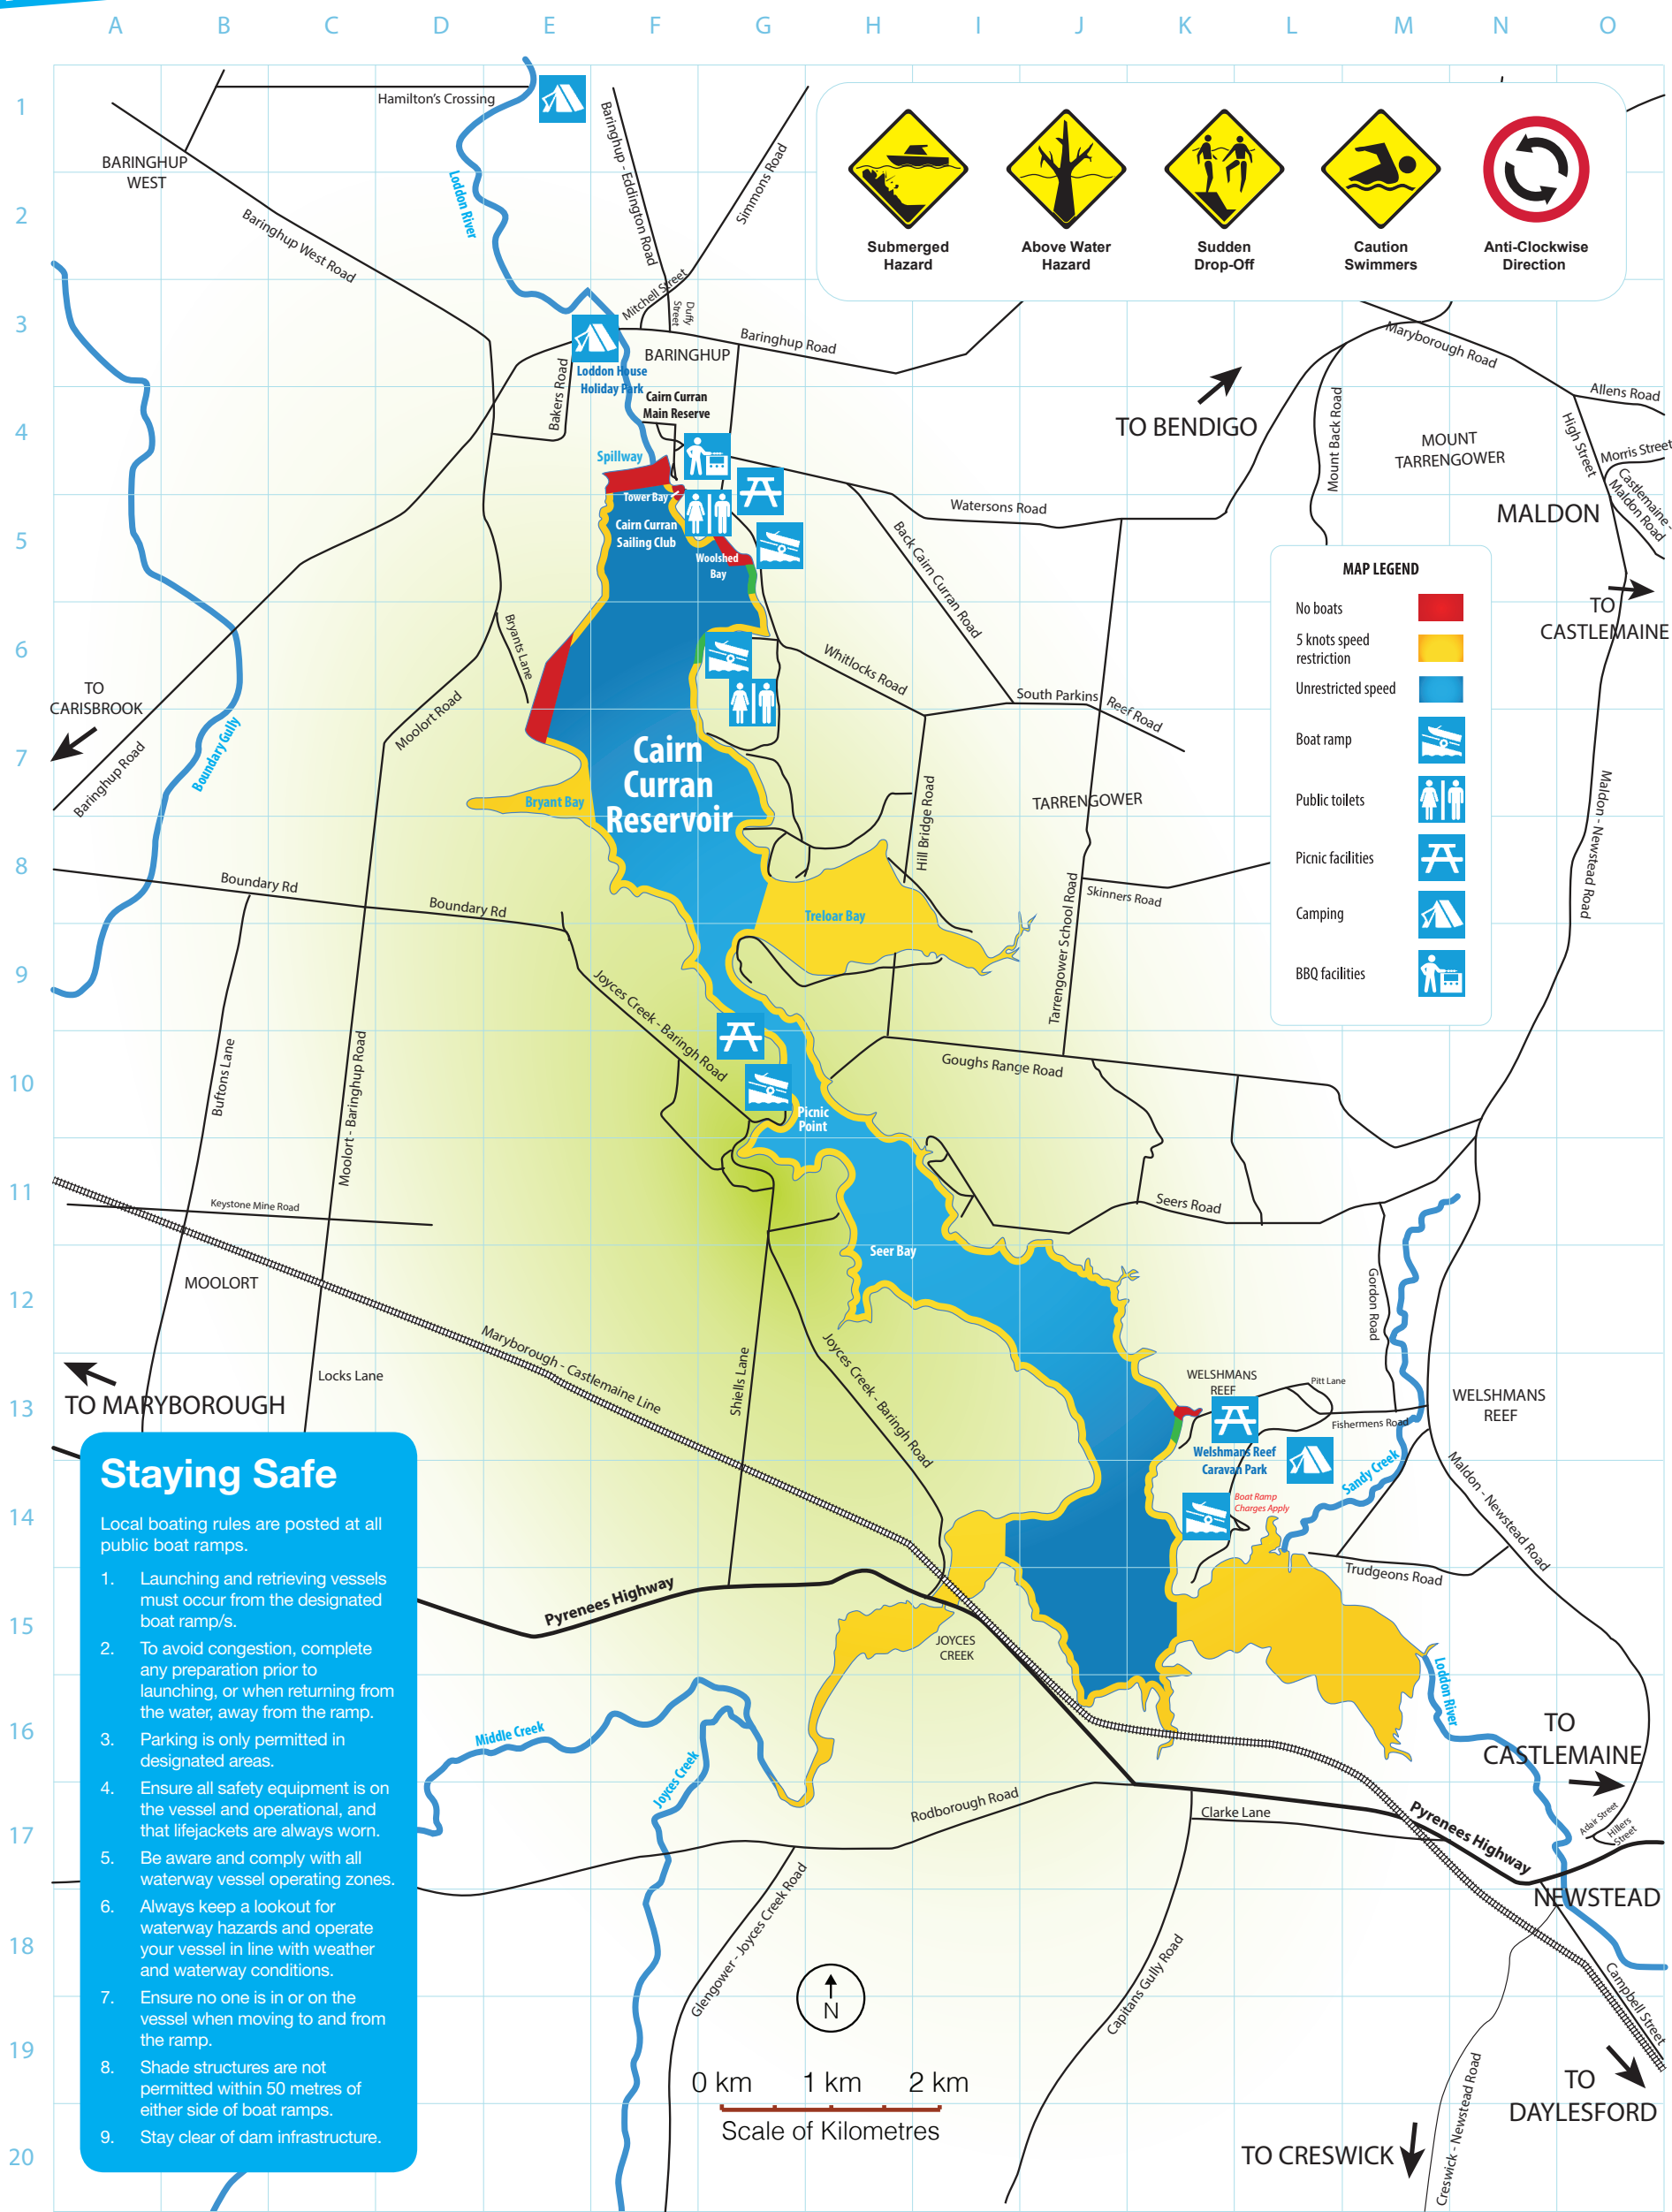 A B C D E F G H I J K L M N O
1
2
3
4
5
6
7
8
9
10
11
12
13
14
15
16
17
18
19
20
Hamilton's Crossing
BARINGHUP
WEST
Loddon River
Baringhup West Road
Baringhup - Eddington Road
Simmons Road
Mitchell Street
Duffy
Street
Submerged
Hazard
Above Water
Hazard
Sudden
Drop-Off
Caution
Swimmers
Anti-Clockwise
Direction
Baringhup Road
BARINGHUP
Loddon House
Holiday Park
Bakers Road
Cairn Curran
Main Reserve
Maryborough Road
Allens Road
High Street
Morris Street
Castlemaine -
Maldon Road
Mount Back Road
MOUNT
TARRENGOWER
TO BENDIGO
MALDON
Spillway
Tower Bay
Cairn Curran
Sailing Club
Woolshed
Bay
Watersons Road
Back Cairn Curran Road
TO
CASTLEMAINE
MAP LEGEND
No boats
5 knots speed
restriction
Unrestricted speed
Boat ramp
Public toilets
Picnic facilities
Camping
BBQ facilities
Bryants Lane
Whitlocks Road
South Parkins
Reef Road
TO
CARISBROOK
Baringhup Road
Boundary Gully
Moolort Road
Cairn
Curran
Reservoir
Bryant Bay
Hill Bridge Road
TARRENGOWER
Maldon - Newstead Road
Boundary Rd
Boundary Rd
Treloar Bay
Skinners Road
Tarrengower School Road
Joyces Creek - Baringh Road
Buftons Lane
Moolort - Baringhup Road
Goughs Range Road
Picnic
Point
Keystone Mine Road
Seers Road
Seer Bay
MOOLORT
Gordon Road
Maryborough - Castlemaine Line
Joyces Creek - Baringh Road
Shiells Lane
Locks Lane
TO MARYBOROUGH
WELSHMANS
REEF
Pitt Lane
Fishermens Road
WELSHMANS
REEF
Welshmans Reef
Caravan Park
Sandy Creek
Boat Ramp
Charges Apply
Maldon - Newstead Road
Trudgeons Road
Pyrenees Highway
JOYCES
CREEK
Loddon River
Middle Creek
Joyces Creek
TO
CASTLEMAINE
Rodborough Road
Clarke Lane
Pyrenees Highway
Adair Street
Hillers
Street
NEWSTEAD
Glengower - Joyces Creek Road
Capitans Gully Road
Campbell Street
Creswick - Newstead Road
TO
DAYLESFORD
TO CRESWICK
N
0 km 1 km 2 km
Scale of Kilometres
Staying Safe
Local boating rules are posted at all
public boat ramps.
1. Launching and retrieving vessels
must occur from the designated
boat ramp/s.
2. To avoid congestion, complete
any preparation prior to
launching, or when returning from
the water, away from the ramp.
3. Parking is only permitted in
designated areas.
4. Ensure all safety equipment is on
the vessel and operational, and
that lifejackets are always worn.
5. Be aware and comply with all
waterway vessel operating zones.
6. Always keep a lookout for
waterway hazards and operate
your vessel in line with weather
and waterway conditions.
7. Ensure no one is in or on the
vessel when moving to and from
the ramp.
8. Shade structures are not
permitted within 50 metres of
either side of boat ramps.
9. Stay clear of dam infrastructure.